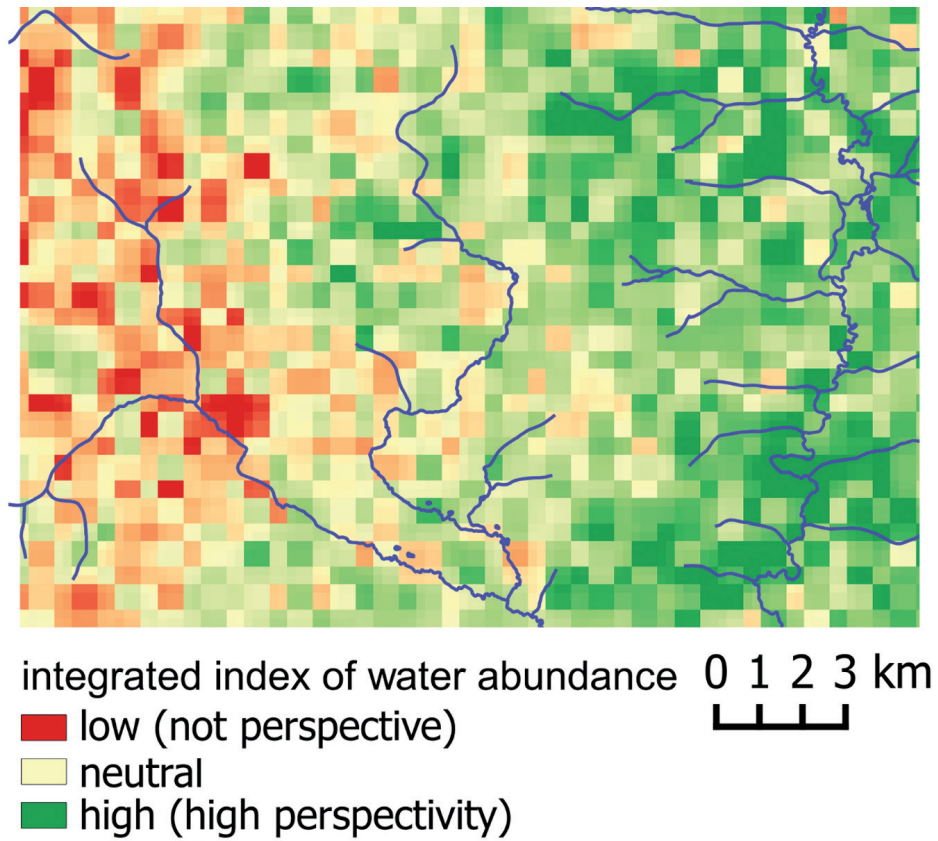 integrated index of water abundance
0 1 2 3 km
low (not perspective)
neutral
high (high perspectivity)